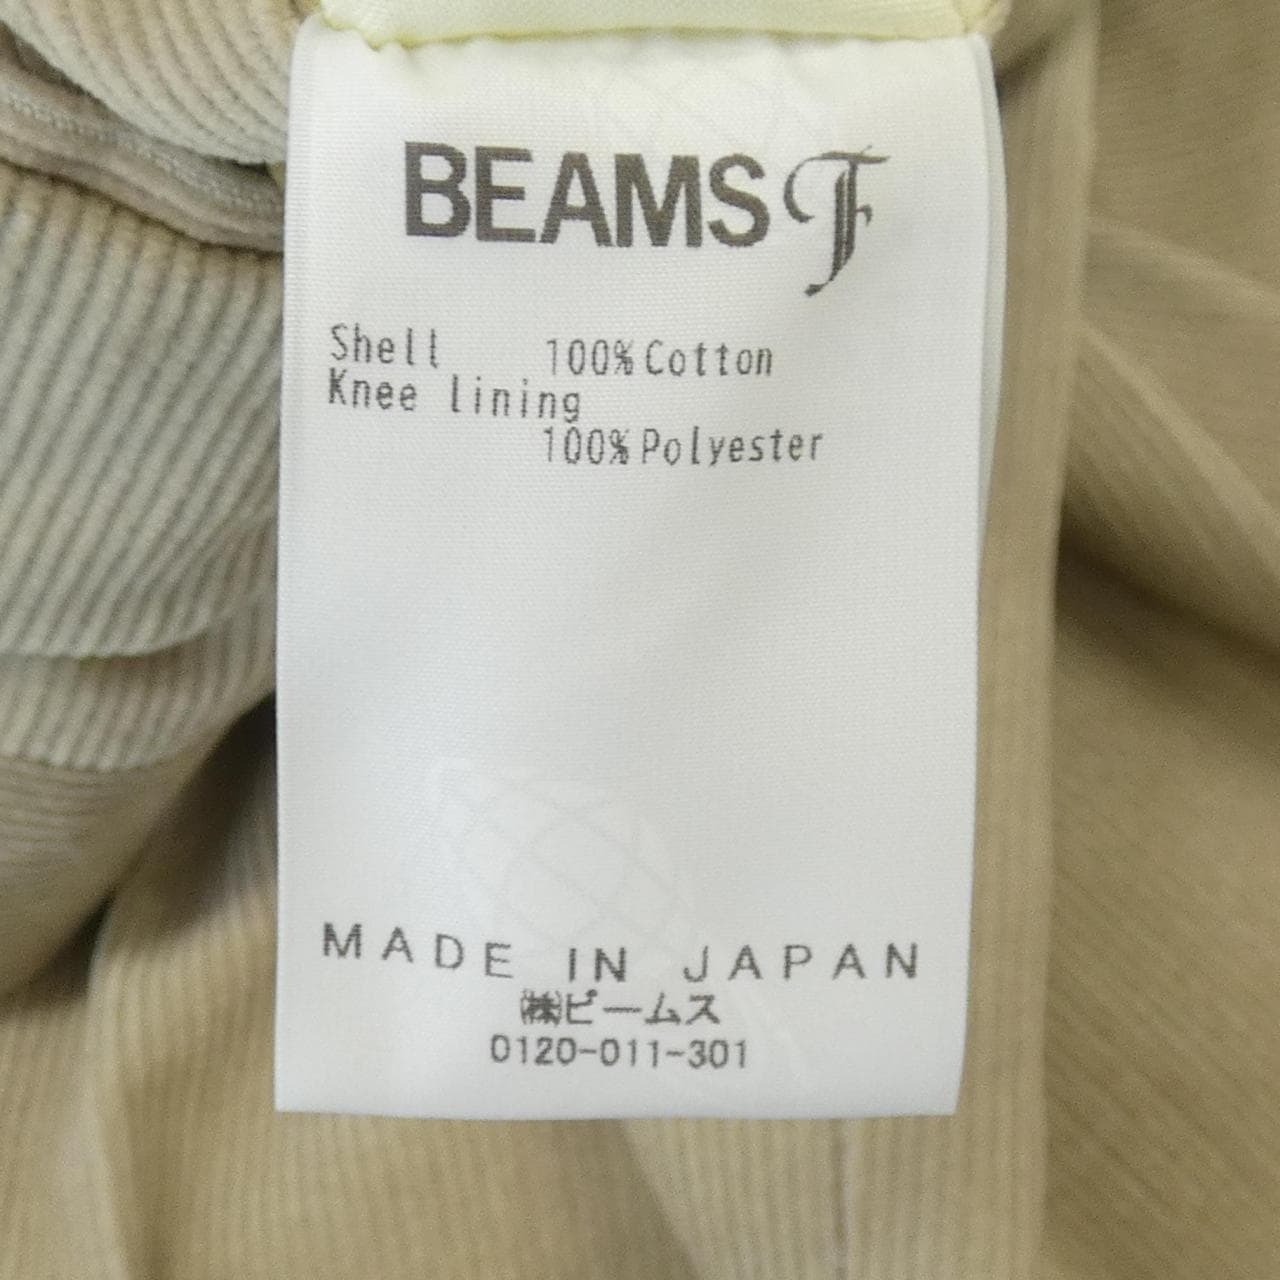 BEAMS F
Shell 100%Cotton
Knee lining
100%Polyester
MADE IN JAPAN
㈱ビームス
0120-011-301